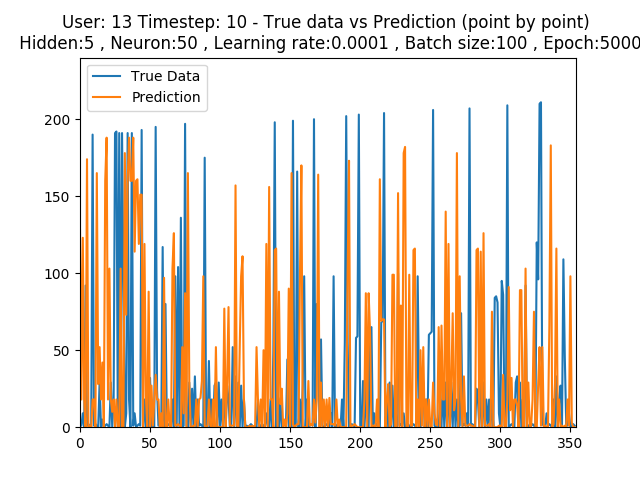 User: 13 Timestep: 10 - True data vs Prediction (point by point)
Hidden:5 , Neuron:50 , Learning rate:0.0001 , Batch size:100 , Epoch:5000
True Data
Prediction
200
150
100
50
0
0 50 100 150 200 250 300 350